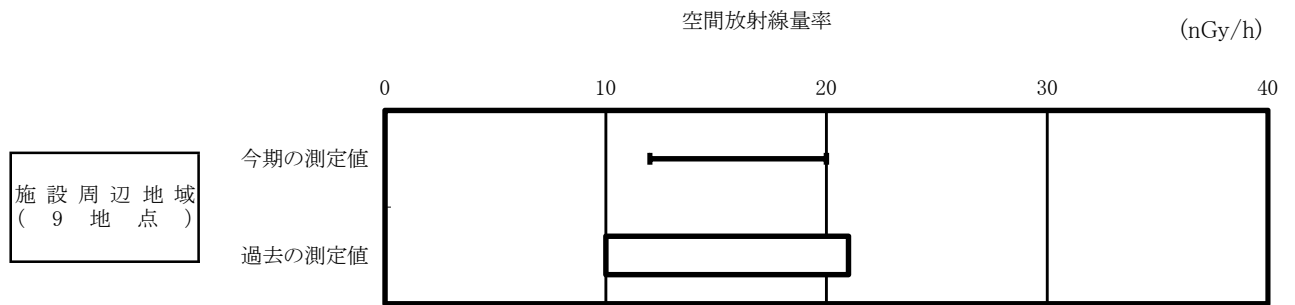 空間放射線量率
(nGy/h)
0 10 20 30 40
今期の測定値
施設周辺地域
(9地点)
過去の測定値